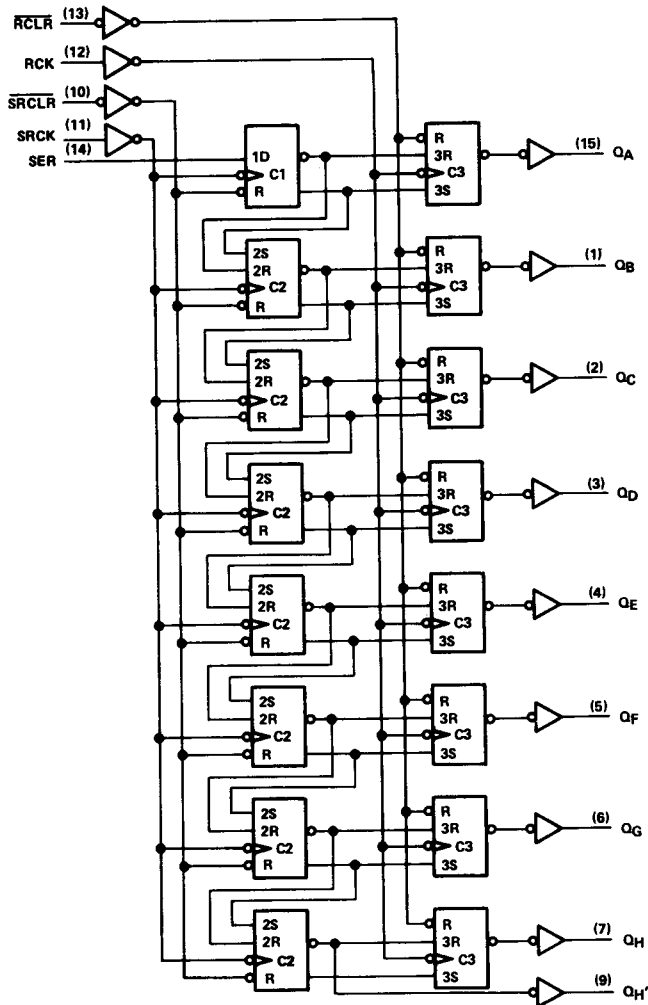 RCLR (13)
RCK (12)
SRCLR (10)
SRCK (11)
SER (14)
1D
C1
R
R
3R
C3
3S
(15) QA
2S
2R
C2
R
R
3R
C3
3S
(1) QB
2S
2R
C2
R
R
3R
C3
3S
(2) QC
2S
2R
C2
R
R
3R
C3
3S
(3) QD
2S
2R
C2
R
R
3R
C3
3S
(4) QE
2S
2R
C2
R
R
3R
C3
3S
(5) QF
2S
2R
C2
R
R
3R
C3
3S
(6) QG
2S
2R
C2
R
R
3R
C3
3S
(7) QH
(9) QH'